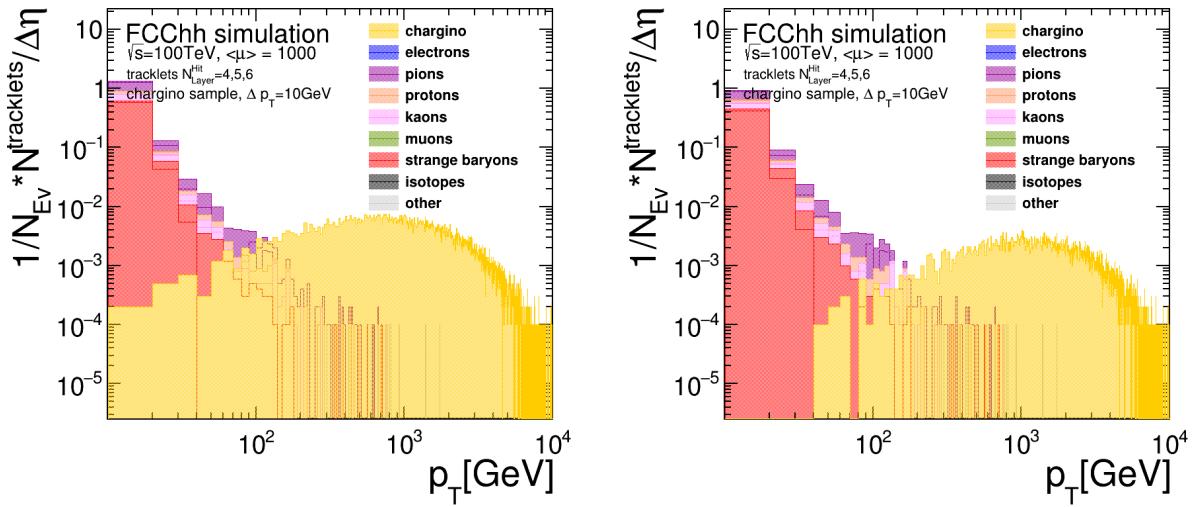 FCChh simulation
√s=100TeV, <μ> = 1000
tracklets N^Hit_Layer=4,5,6
chargino sample, Δ p_T=10GeV
chargino
electrons
pions
protons
kaons
muons
strange baryons
isotopes
other
1/N_Ev*N^tracklets/Δη
10
1
10^−1
10^−2
10^−3
10^−4
10^−5
10^2
10^3
10^4
p_T[GeV]
FCChh simulation
√s=100TeV, <μ> = 1000
tracklets N^Hit_Layer=4,5,6
chargino sample, Δ p_T=10GeV
chargino
electrons
pions
protons
kaons
muons
strange baryons
isotopes
other
1/N_Ev*N^tracklets/Δη
10
1
10^−1
10^−2
10^−3
10^−4
10^−5
10^2
10^3
10^4
p_T[GeV]